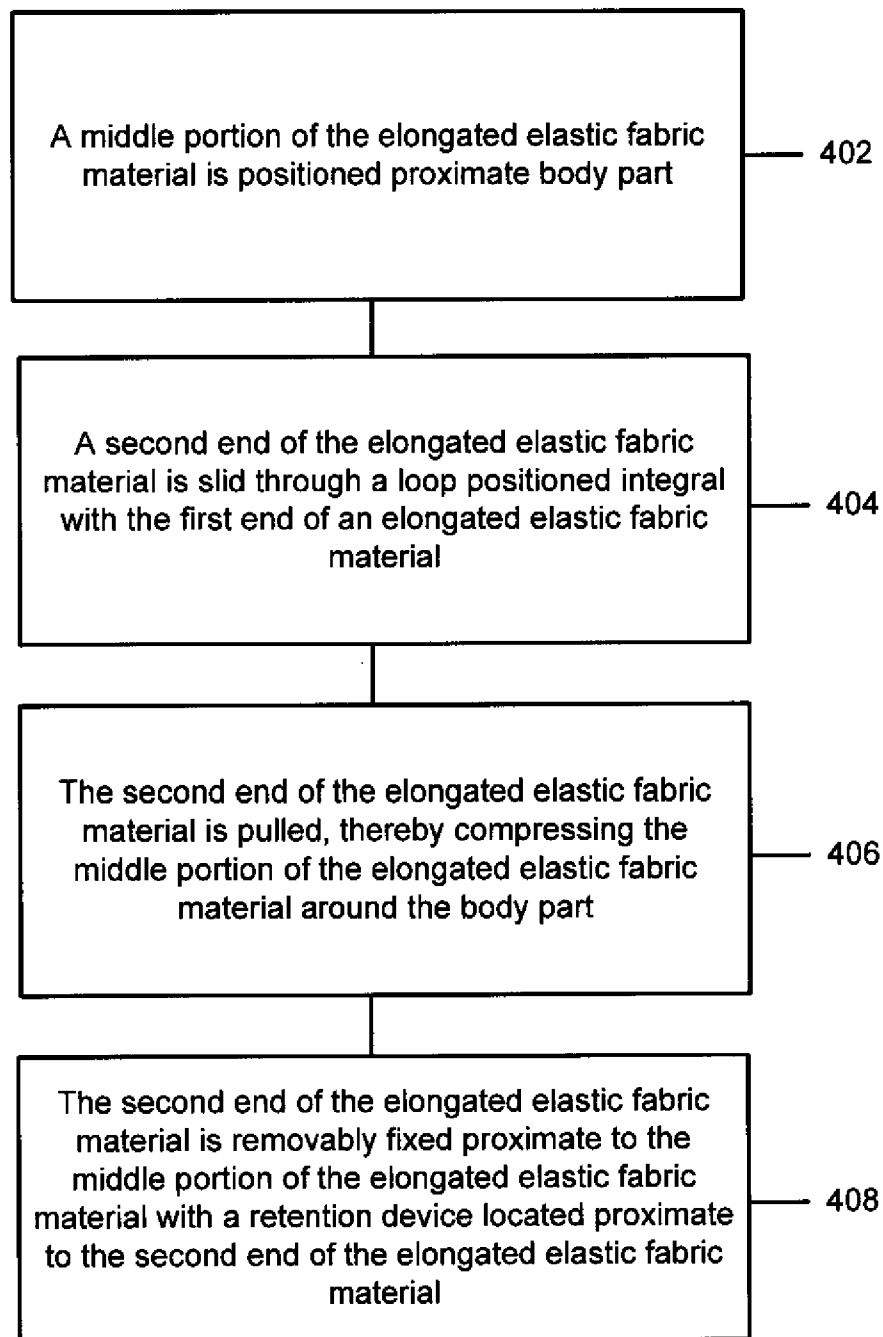 A middle portion of the elongated elastic fabric
material is positioned proximate body part
402
A second end of the elongated elastic fabric
material is slid through a loop positioned integral
with the first end of an elongated elastic fabric
material
404
The second end of the elongated elastic fabric
material is pulled, thereby compressing the
middle portion of the elongated elastic fabric
material around the body part
406
The second end of the elongated elastic fabric
material is removably fixed proximate to the
middle portion of the elongated elastic fabric
material with a retention device located proximate
to the second end of the elongated elastic fabric
material
408